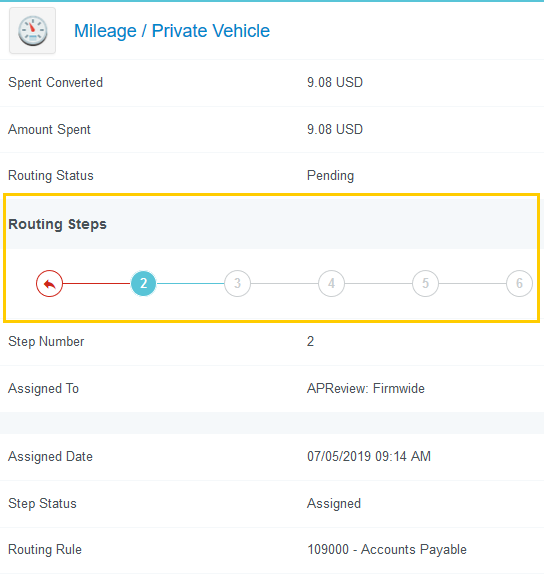 Mileage / Private Vehicle
Spent Converted 9.08 USD
Amount Spent 9.08 USD
Routing Status Pending
Routing Steps
2 3 4 5 6
Step Number 2
Assigned To APReview: Firmwide
Assigned Date 07/05/2019 09:14 AM
Step Status Assigned
Routing Rule 109000 - Accounts Payable